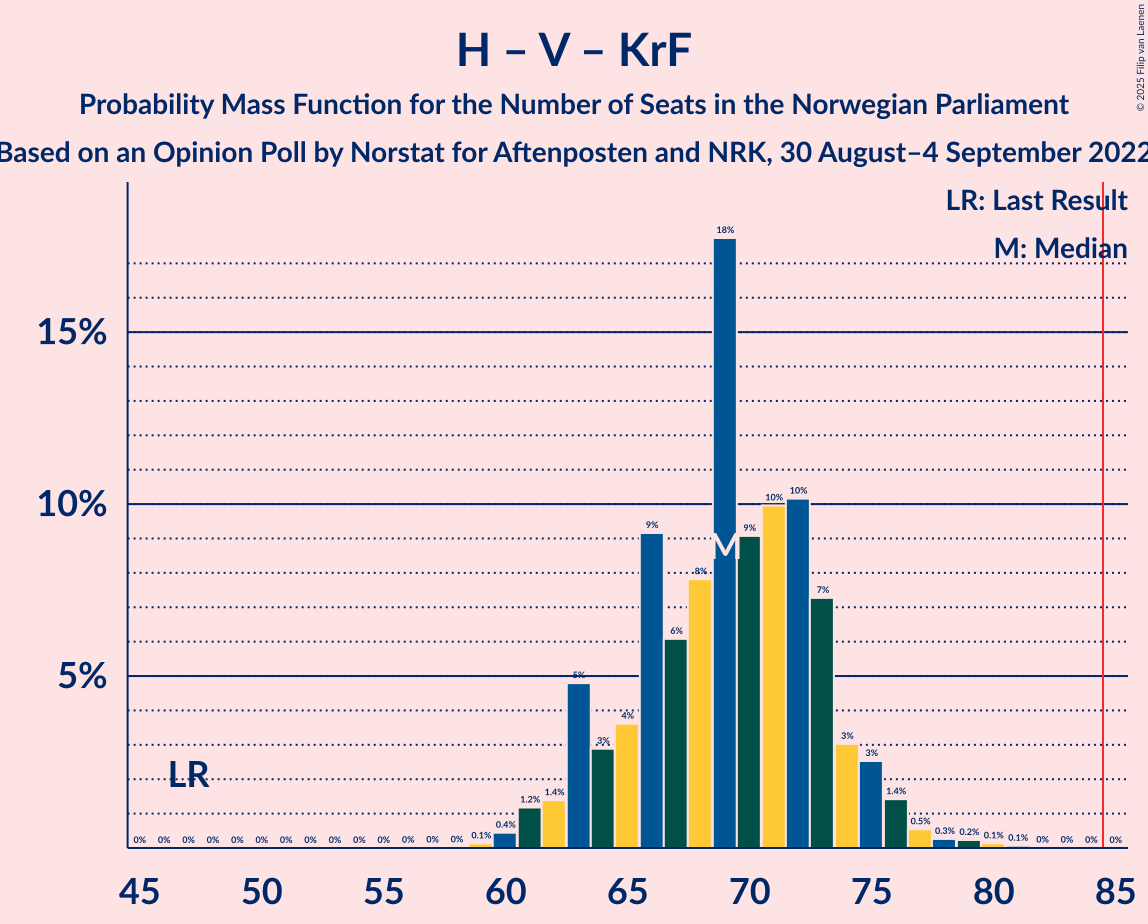 H – V – KrF
Probability Mass Function for the Number of Seats in the Norwegian Parliament
Based on an Opinion Poll by Norstat for Aftenposten and NRK, 30 August–4 September 2022
© 2025 Filip van Laenen
LR: Last Result
M: Median
15%
10%
5%
LR
M
0% 0% 0% 0% 0% 0% 0% 0% 0% 0% 0% 0% 0% 0% 0.1% 0.4% 1.2% 1.4% 5% 3% 4% 9% 6% 8% 18% 9% 10% 10% 7% 3% 3% 1.4% 0.5% 0.3% 0.2% 0.1% 0.1% 0% 0% 0% 0%
45 50 55 60 65 70 75 80 85